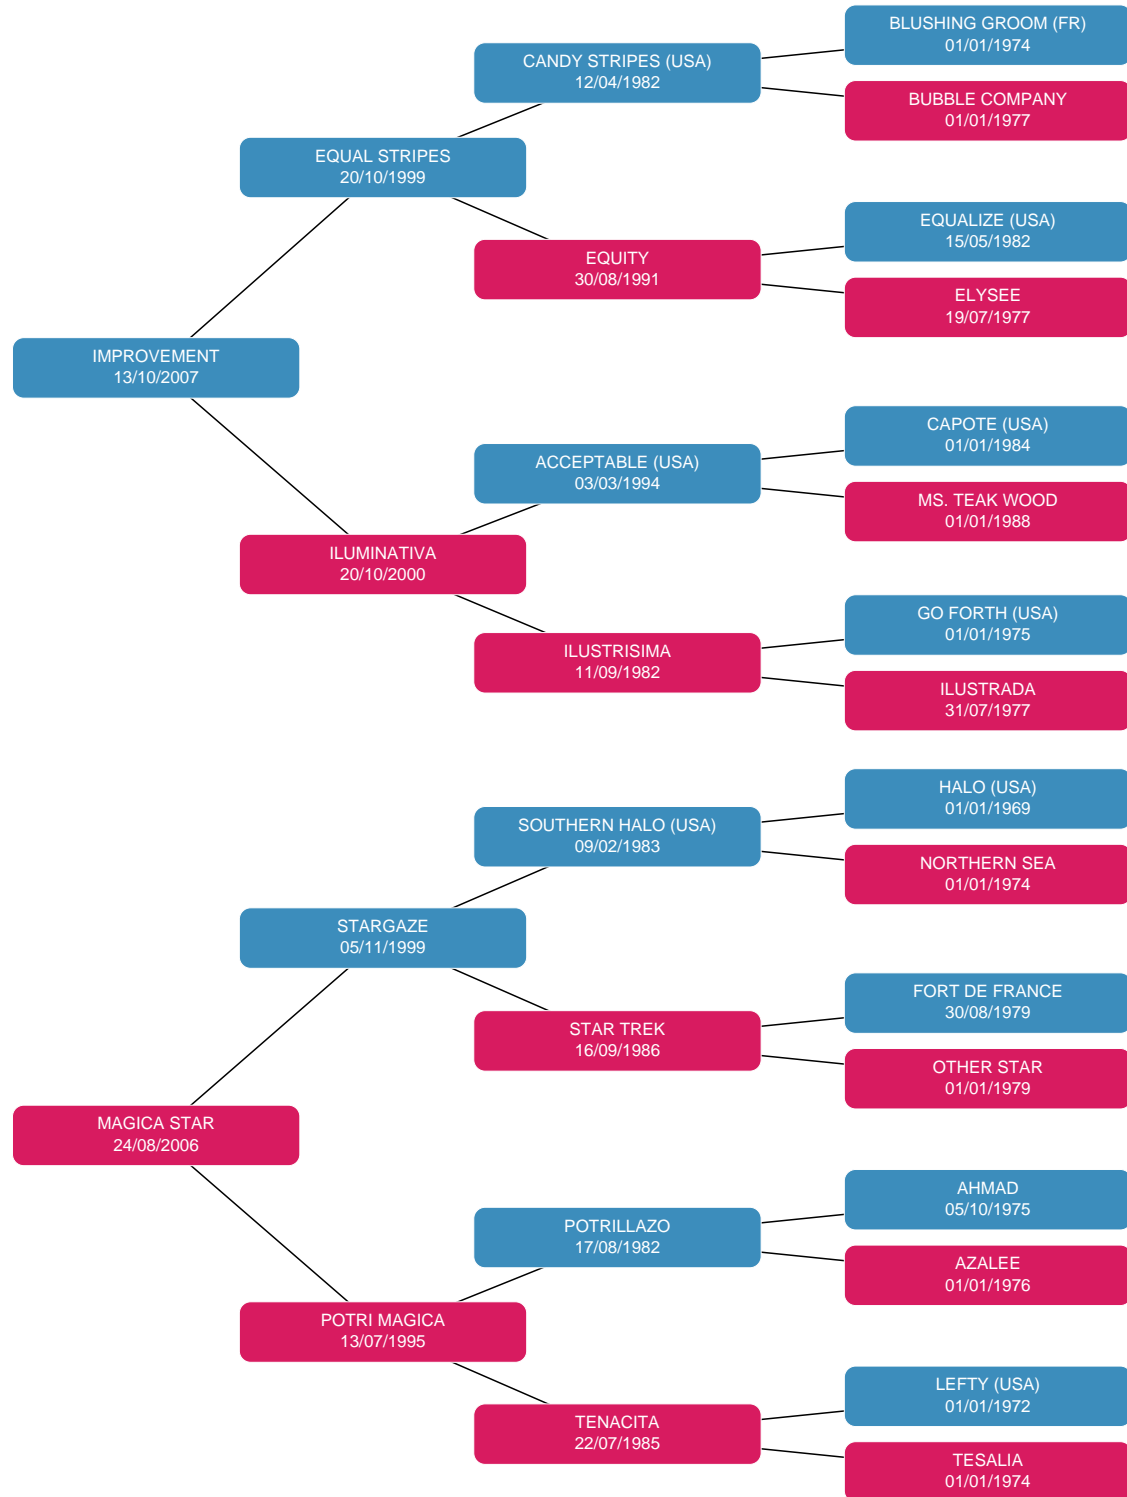 BLUSHING GROOM (FR)
01/01/1974
CANDY STRIPES (USA)
12/04/1982
BUBBLE COMPANY
01/01/1977
EQUAL STRIPES
20/10/1999
EQUALIZE (USA)
15/05/1982
EQUITY
30/08/1991
ELYSEE
19/07/1977
IMPROVEMENT
13/10/2007
CAPOTE (USA)
01/01/1984
ACCEPTABLE (USA)
03/03/1994
MS. TEAK WOOD
01/01/1988
ILUMINATIVA
20/10/2000
GO FORTH (USA)
01/01/1975
ILUSTRISIMA
11/09/1982
ILUSTRADA
31/07/1977
HALO (USA)
01/01/1969
SOUTHERN HALO (USA)
09/02/1983
NORTHERN SEA
01/01/1974
STARGAZE
05/11/1999
FORT DE FRANCE
30/08/1979
STAR TREK
16/09/1986
OTHER STAR
01/01/1979
MAGICA STAR
24/08/2006
AHMAD
05/10/1975
POTRILLAZO
17/08/1982
AZALEE
01/01/1976
POTRI MAGICA
13/07/1995
LEFTY (USA)
01/01/1972
TENACITA
22/07/1985
TESALIA
01/01/1974